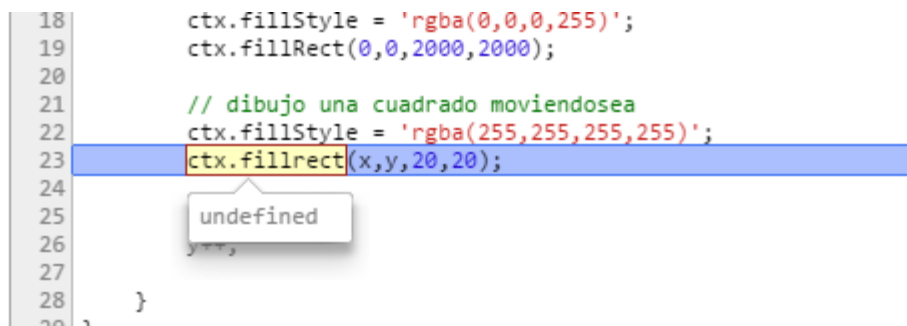 18 ctx.fillStyle = 'rgba(0,0,0,255)';
19 ctx.fillRect(0,0,2000,2000);
20
21 // dibujo una cuadrado moviendosea
22 ctx.fillStyle = 'rgba(255,255,255,255)';
23 ctx.fillrect(x,y,20,20);
24
25 undefined
26 y++;
27
28 }
29 }